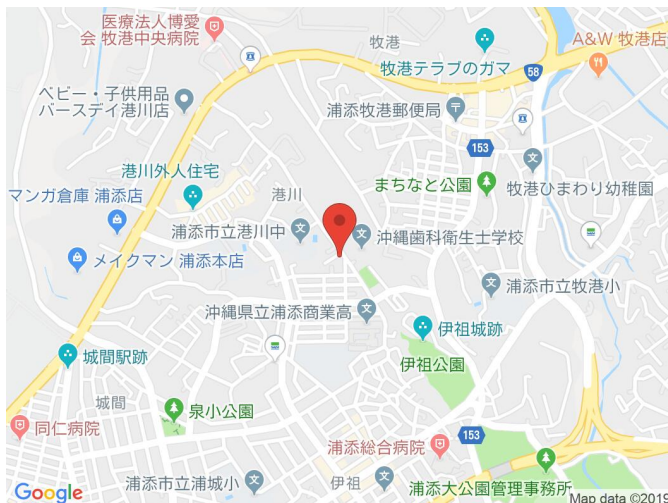 医療法人博愛
会 牧港中央病院
牧港
牧港テラブのガマ
A&W 牧港店
58
ベビー・子供用品
バースデイ港川店
浦添牧港郵便局
153
港川外人住宅
港川
まちなと公園
牧港ひまわり幼稚園
マンガ倉庫 浦添店
浦添市立港川中
沖縄歯科衛生士学校
メイクマン 浦添本店
浦添市立牧港小
沖縄県立浦添商業高
伊祖城跡
城間駅跡
伊祖公園
城間
泉小公園
同仁病院
浦添総合病院
153
浦添市立浦城小
伊祖
浦添大公園管理事務所
Google
Map data ©2019